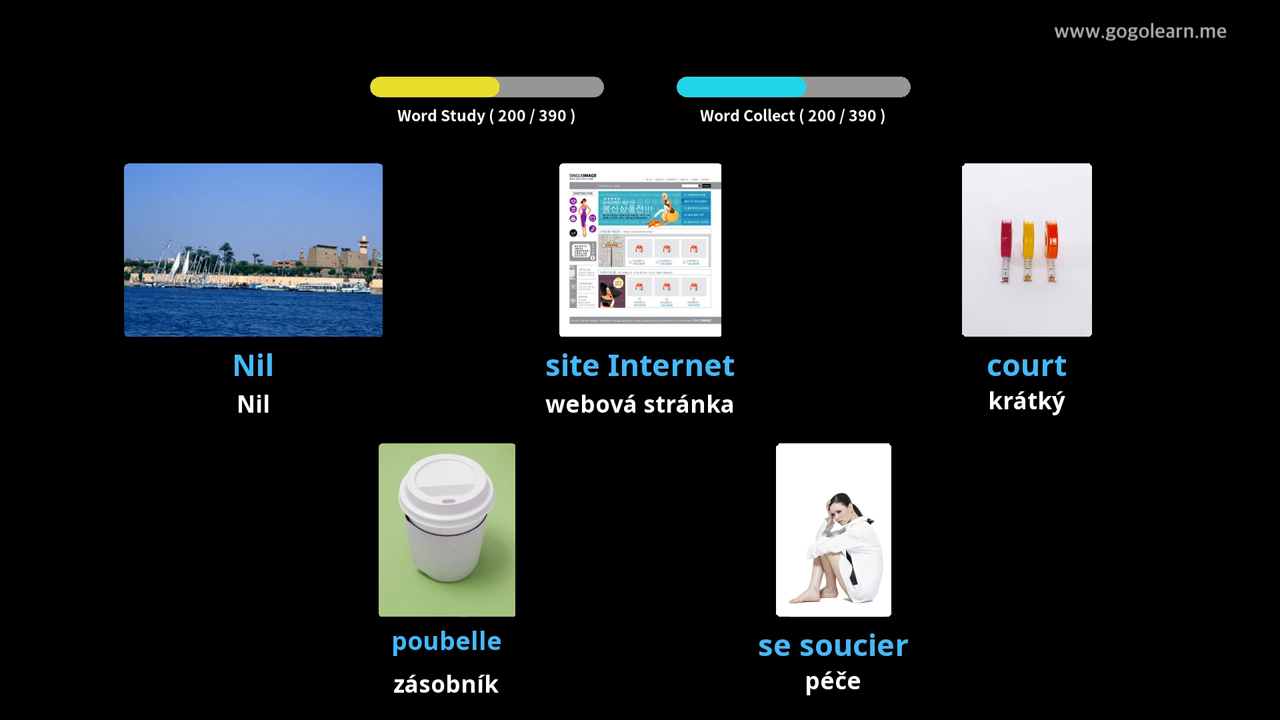 www.gogolearn.me
Word Study ( 200 / 390 )
Word Collect ( 200 / 390 )
Nil
Nil
site Internet
webová stránka
court
krátký
poubelle
zásobník
se soucier
péče